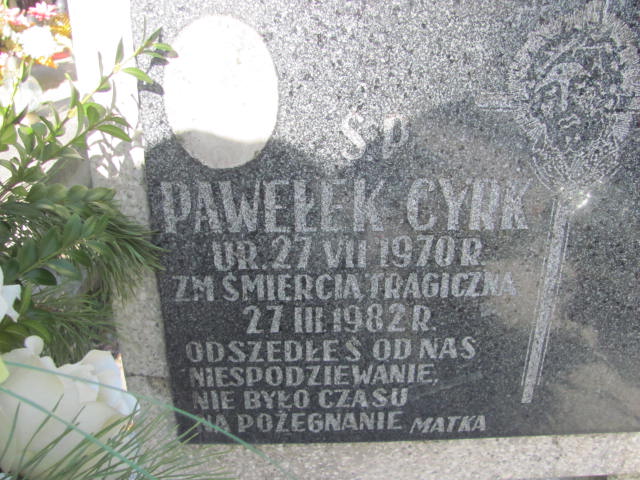 Ś.P.
PAWEŁEK CYRK
UR. 27 VII 1970 R
ZM ŚMIERCIĄ TRAGICZNĄ
27 III 1982 R.
ODSZEDŁEŚ OD NAS
NIESPODZIEWANIE,
NIE BYŁO CZASU
NA POŻEGNANIE MATKA